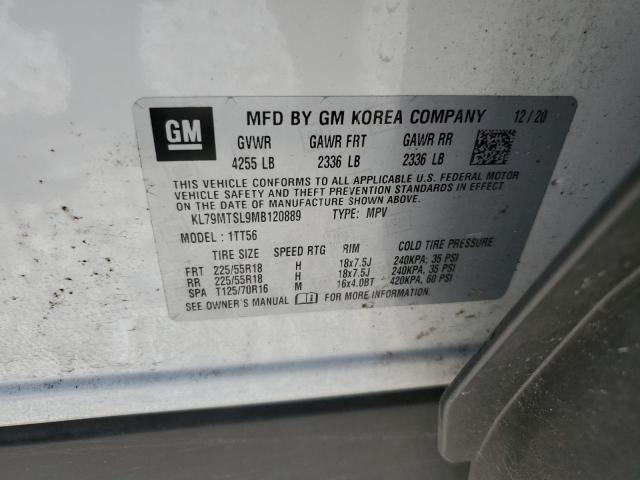 GM
MFD BY GM KOREA COMPANY 12/20
GVWR GAWR FRT GAWR RR
4255 LB 2336 LB 2336 LB
THIS VEHICLE CONFORMS TO ALL APPLICABLE U.S. FEDERAL MOTOR
VEHICLE SAFETY AND THEFT PREVENTION STANDARDS IN EFFECT
ON THE DATE OF MANUFACTURE SHOWN ABOVE.
KL79MTSL9MB120889 TYPE: MPV
MODEL: 1TT56
TIRE SIZE SPEED RTG RIM COLD TIRE PRESSURE
FRT 225/55R18 H 18x7.5J 240KPA, 35 PSI
RR 225/55R18 H 18x7.5J 240KPA, 35 PSI
SPA T125/70R16 M 16x4.0BT 420KPA, 60 PSI
SEE OWNER'S MANUAL FOR MORE INFORMATION.